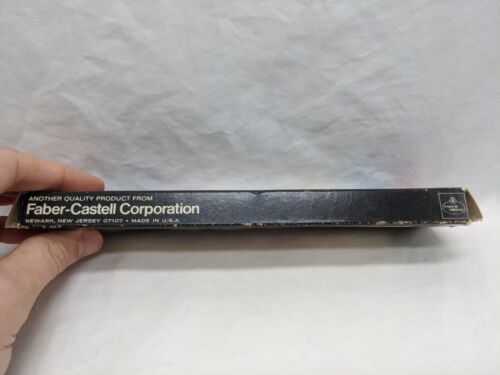 ANOTHER QUALITY PRODUCT FROM
Faber-Castell Corporation
NEWARK, NEW JERSEY 07107 • MADE IN U.S.A.